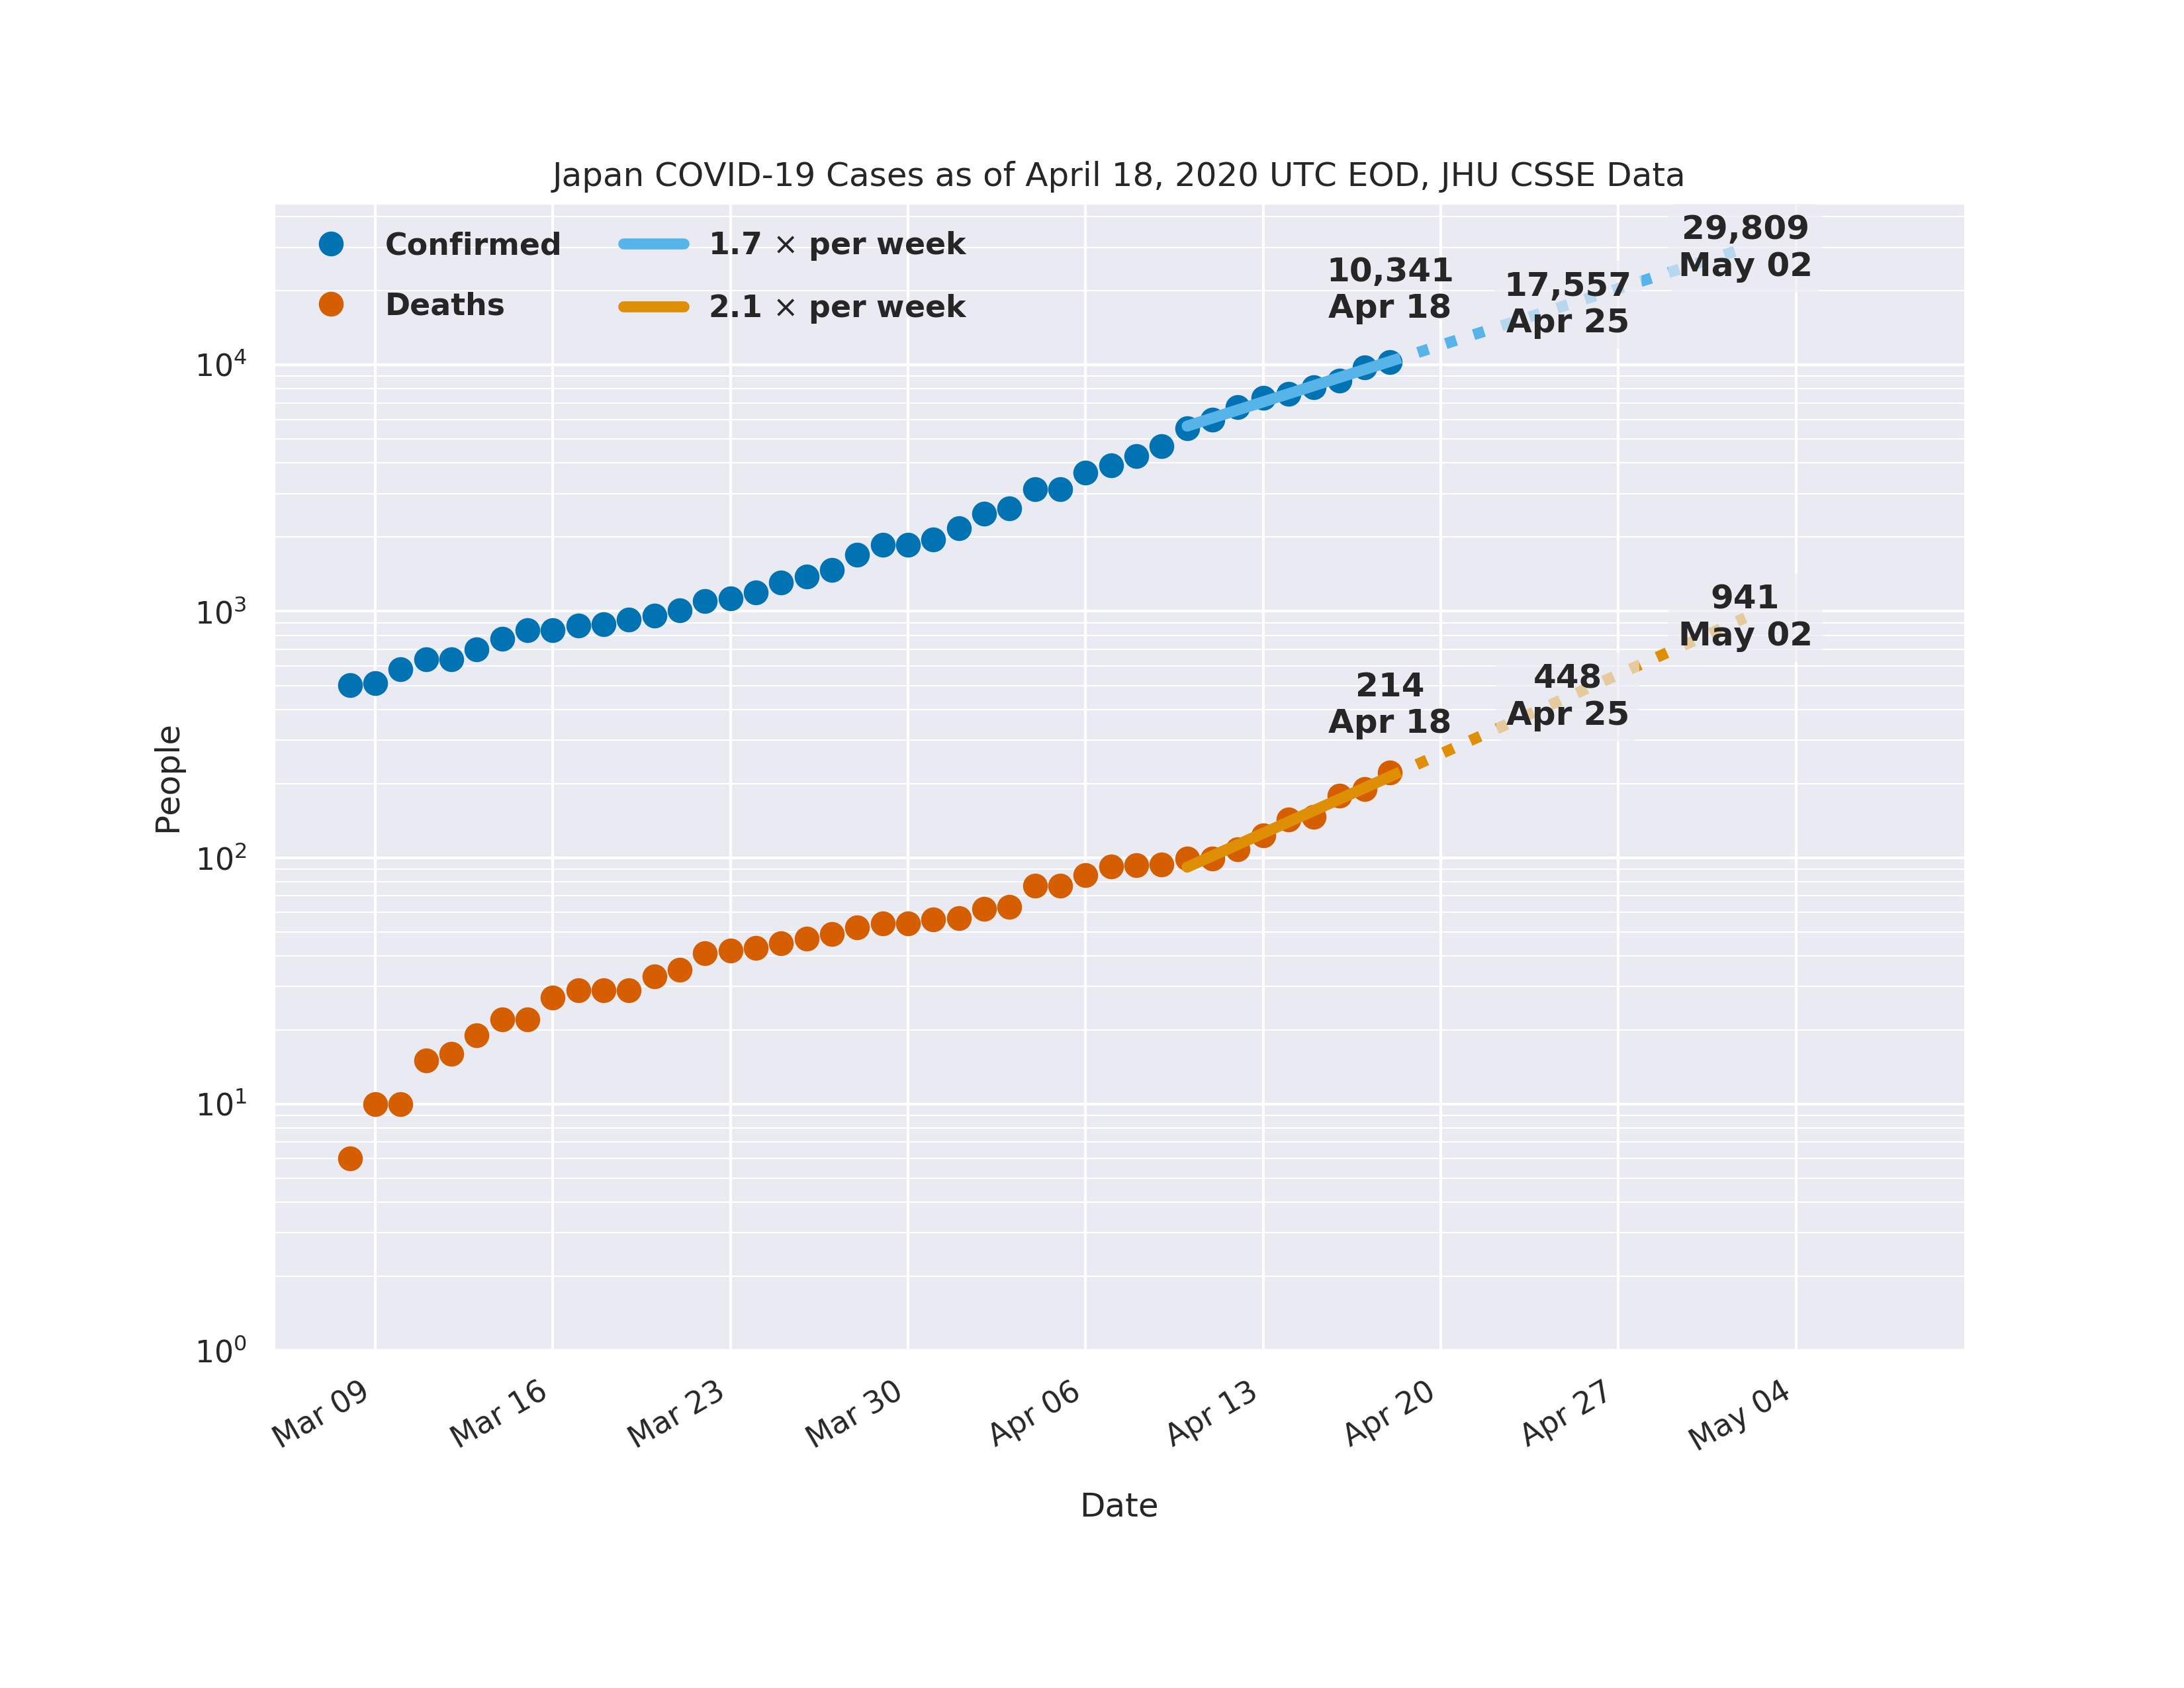 Japan COVID-19 Cases as of April 18, 2020 UTC EOD, JHU CSSE Data
Confirmed
Deaths
1.7 × per week
2.1 × per week
10,341
Apr 18
17,557
Apr 25
29,809
May 02
214
Apr 18
448
Apr 25
941
May 02
People
10⁴
10³
10²
10¹
10⁰
Mar 09
Mar 16
Mar 23
Mar 30
Apr 06
Apr 13
Apr 20
Apr 27
May 04
Date